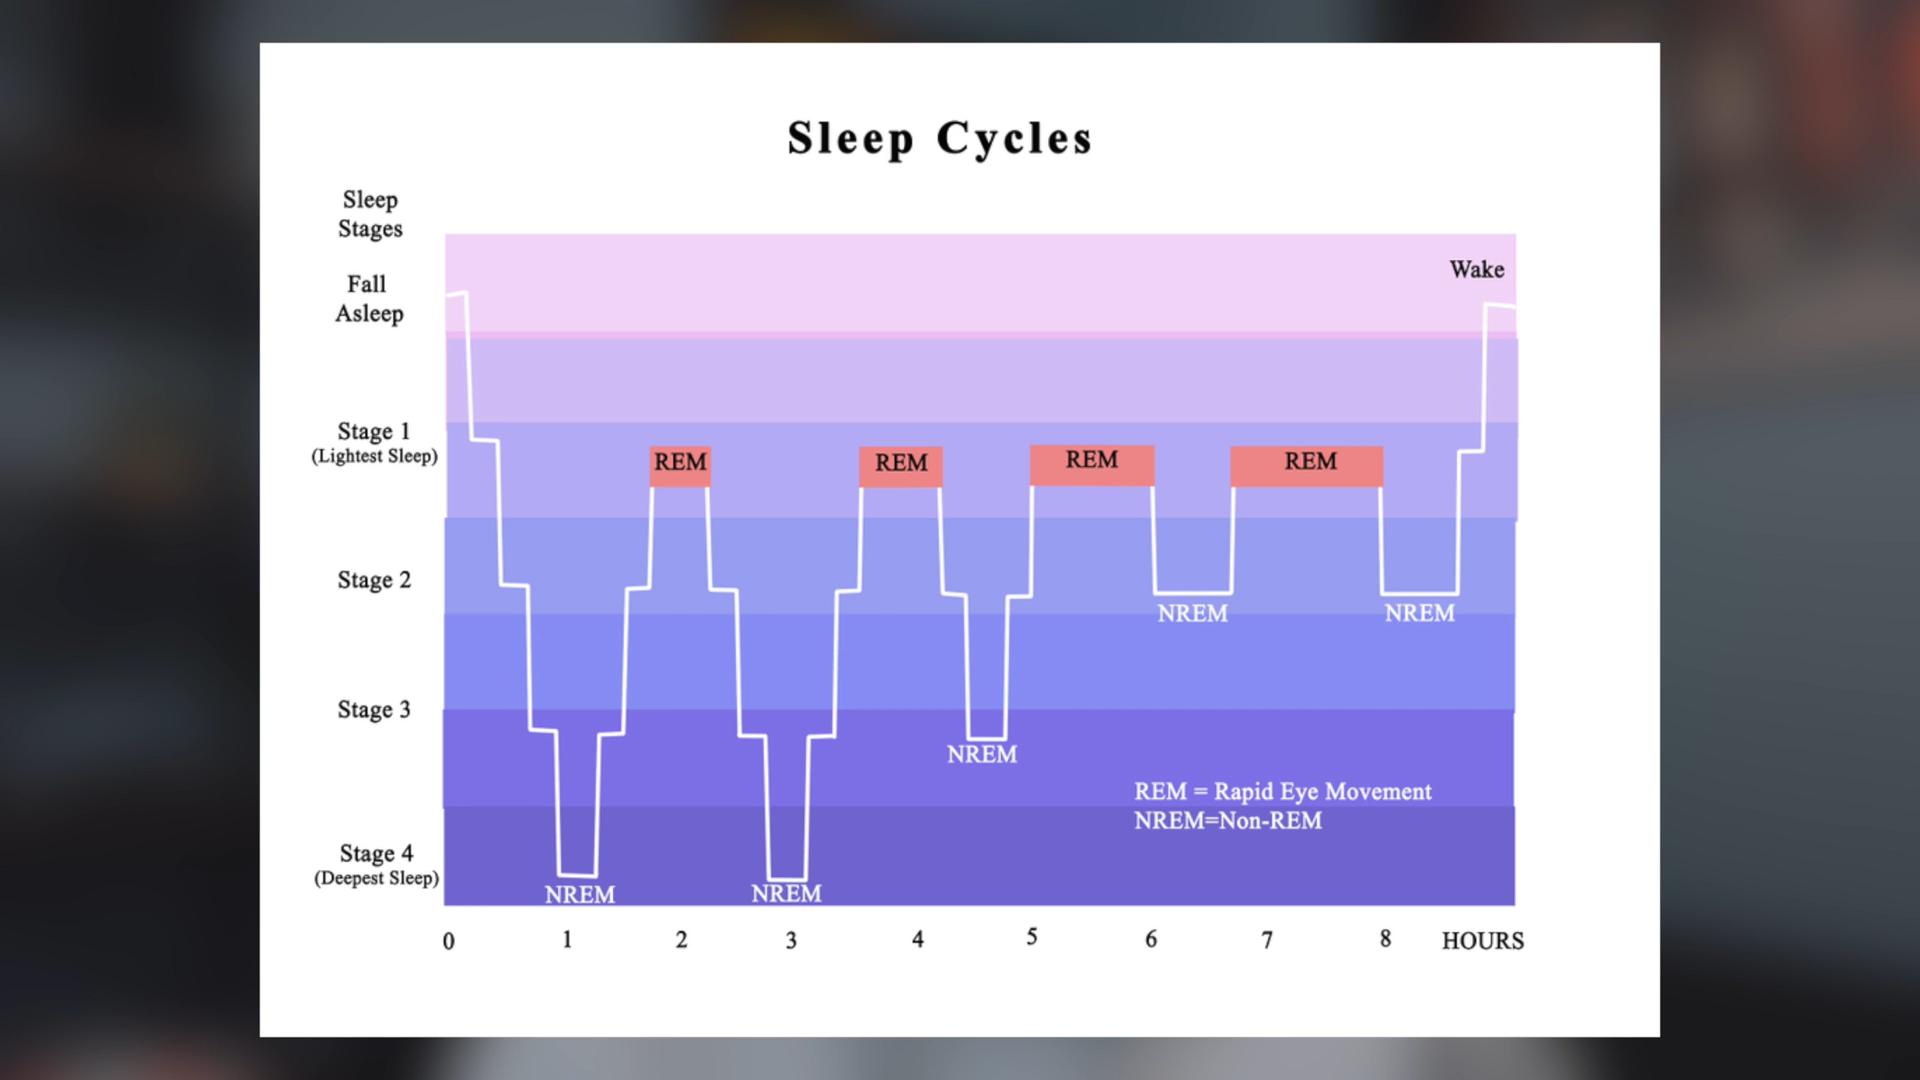 Sleep Cycles
Sleep
Stages
Fall
Asleep
Wake
Stage 1
(Lightest Sleep)
REM
REM
REM
REM
Stage 2
NREM
NREM
Stage 3
NREM
REM = Rapid Eye Movement
NREM=Non-REM
Stage 4
(Deepest Sleep)
NREM
NREM
0 1 2 3 4 5 6 7 8 HOURS